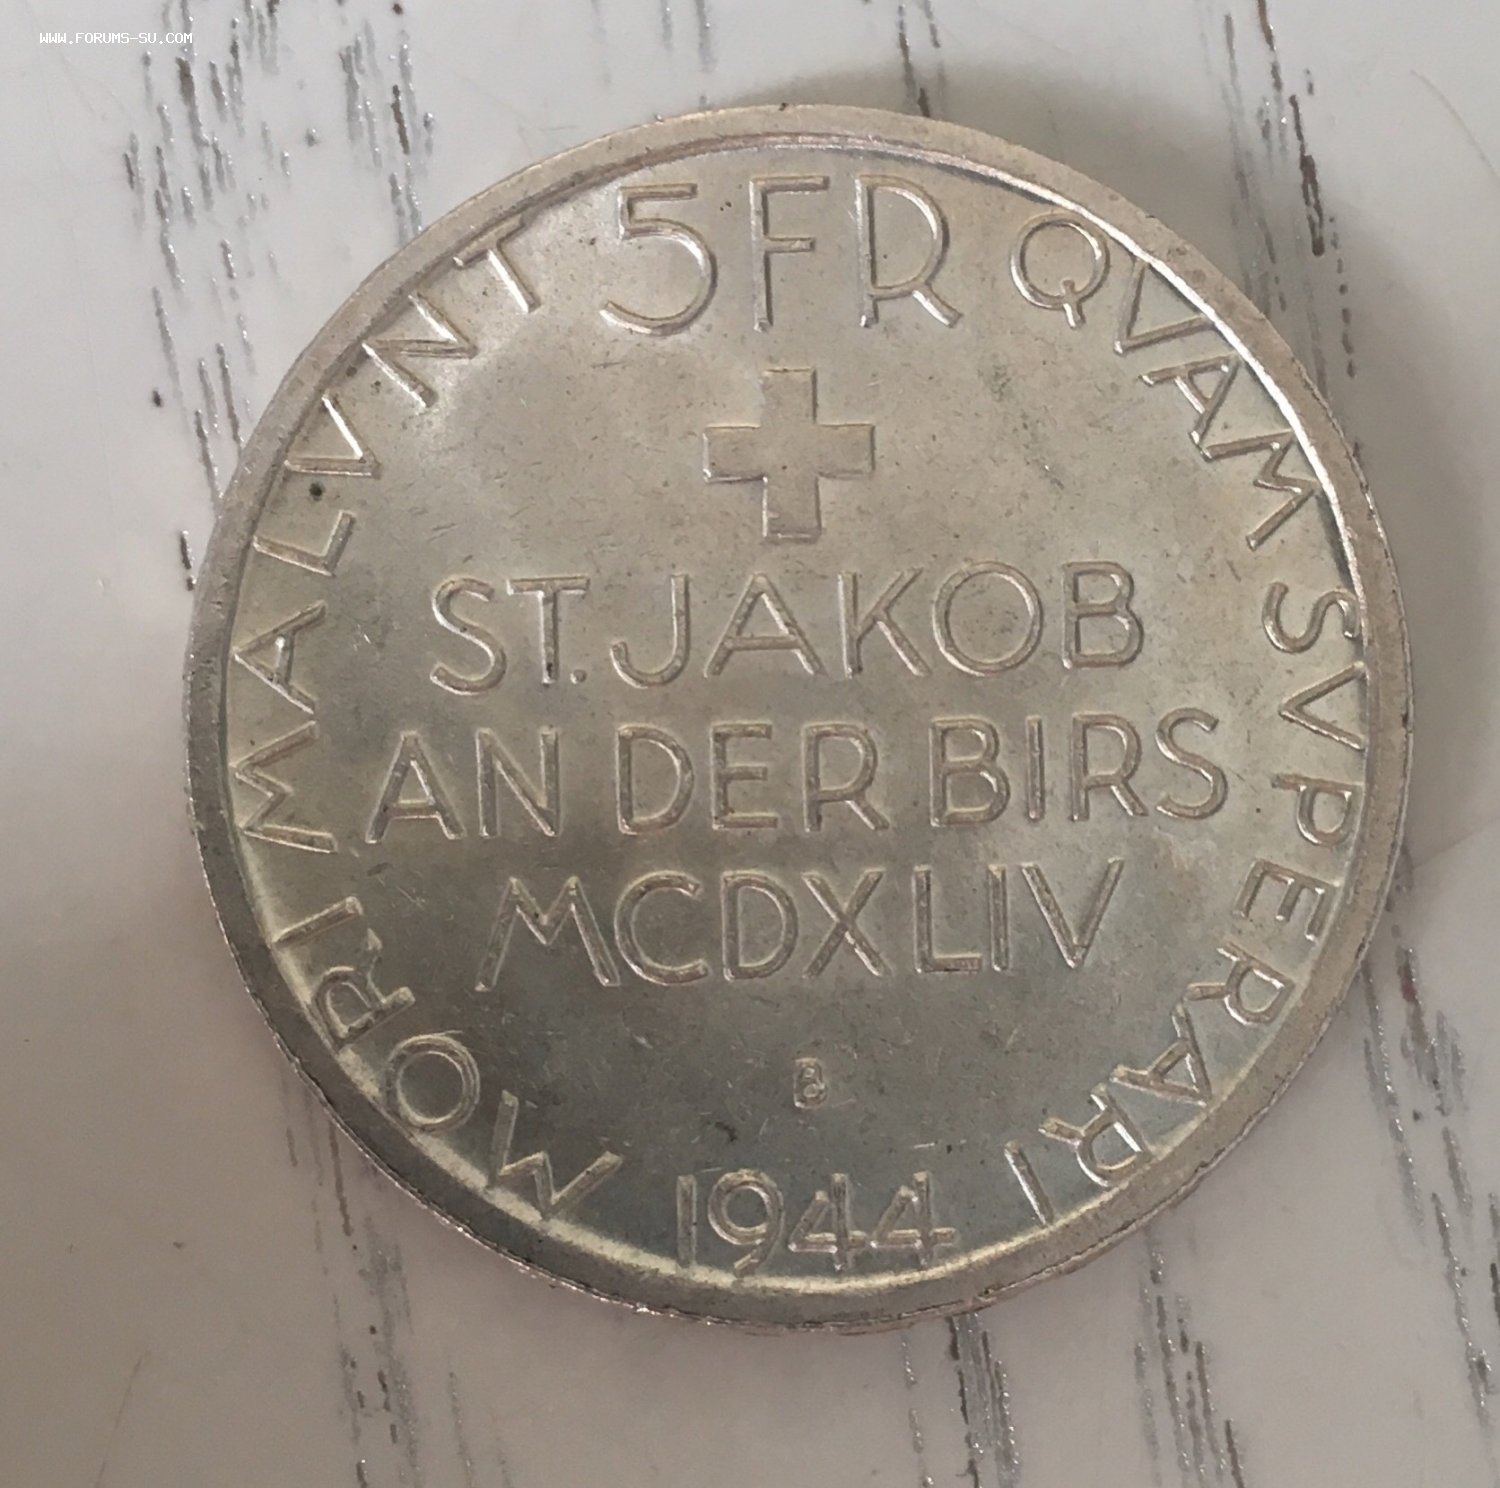 WWW.FORUMS-SU.COM
5FR
MORI MALVNT
QVAM SVPERARI
ST. JAKOB
AN DER BIRS
MCDXLIV
B
1944